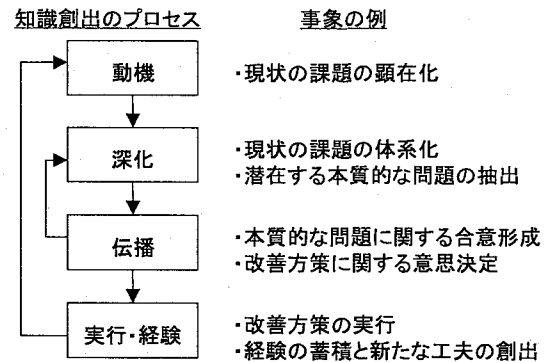 知識創出のプロセス
事象の例
動機
・現状の課題の顕在化
深化
・現状の課題の体系化
・潜在する本質的な問題の抽出
伝播
・本質的な問題に関する合意形成
・改善方策に関する意思決定
実行・経験
・改善方策の実行
・経験の蓄積と新たな工夫の創出